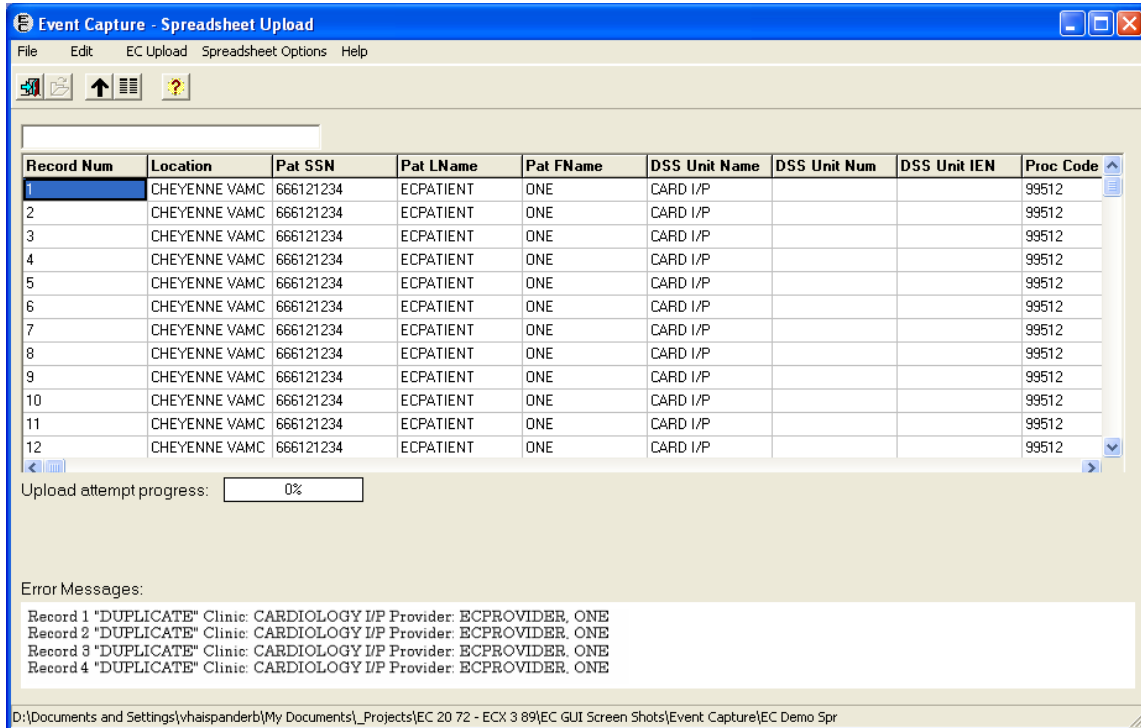 Event Capture - Spreadsheet Upload
File Edit EC Upload Spreadsheet Options Help
Record Num Location Pat SSN Pat LName Pat FName DSS Unit Name DSS Unit Num DSS Unit IEN Proc Code
1 CHEYENNE VAMC 666121234 ECPATIENT ONE CARD I/P 99512
2 CHEYENNE VAMC 666121234 ECPATIENT ONE CARD I/P 99512
3 CHEYENNE VAMC 666121234 ECPATIENT ONE CARD I/P 99512
4 CHEYENNE VAMC 666121234 ECPATIENT ONE CARD I/P 99512
5 CHEYENNE VAMC 666121234 ECPATIENT ONE CARD I/P 99512
6 CHEYENNE VAMC 666121234 ECPATIENT ONE CARD I/P 99512
7 CHEYENNE VAMC 666121234 ECPATIENT ONE CARD I/P 99512
8 CHEYENNE VAMC 666121234 ECPATIENT ONE CARD I/P 99512
9 CHEYENNE VAMC 666121234 ECPATIENT ONE CARD I/P 99512
10 CHEYENNE VAMC 666121234 ECPATIENT ONE CARD I/P 99512
11 CHEYENNE VAMC 666121234 ECPATIENT ONE CARD I/P 99512
12 CHEYENNE VAMC 666121234 ECPATIENT ONE CARD I/P 99512
Upload attempt progress: 0%
Error Messages:
Record 1 "DUPLICATE" Clinic: CARDIOLOGY I/P Provider: ECPROVIDER, ONE
Record 2 "DUPLICATE" Clinic: CARDIOLOGY I/P Provider: ECPROVIDER, ONE
Record 3 "DUPLICATE" Clinic: CARDIOLOGY I/P Provider: ECPROVIDER, ONE
Record 4 "DUPLICATE" Clinic: CARDIOLOGY I/P Provider: ECPROVIDER, ONE
D:\Documents and Settings\vhaispanderb\My Documents\_Projects\EC 20 72 - ECX 3 89\EC GUI Screen Shots\Event Capture\EC Demo Spr